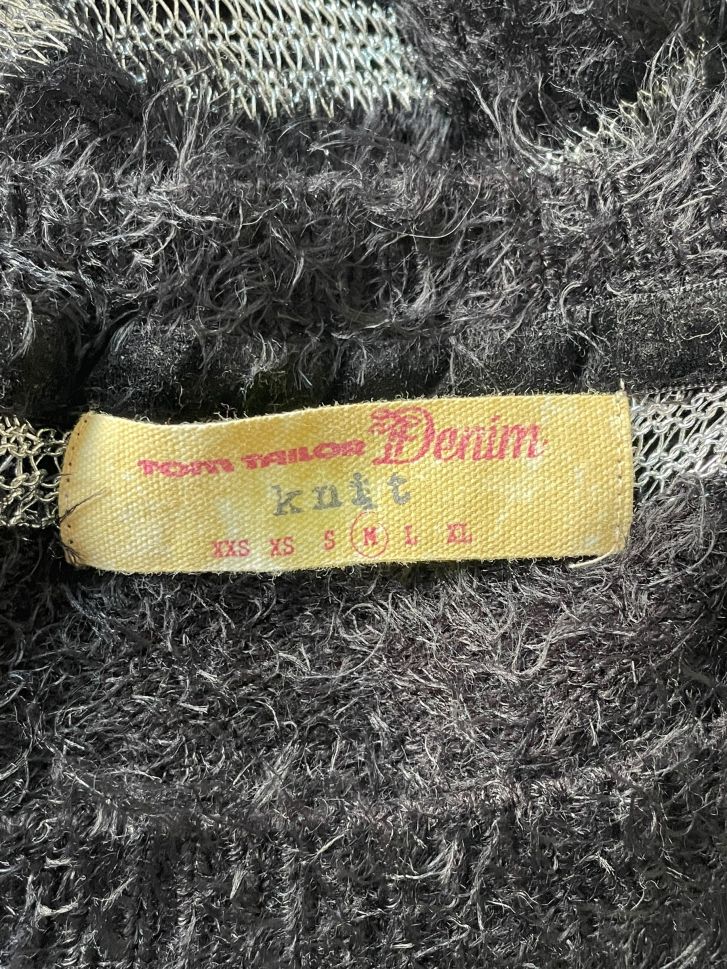 TOM TAILOR Denim
knit
XXS XS S M L XL